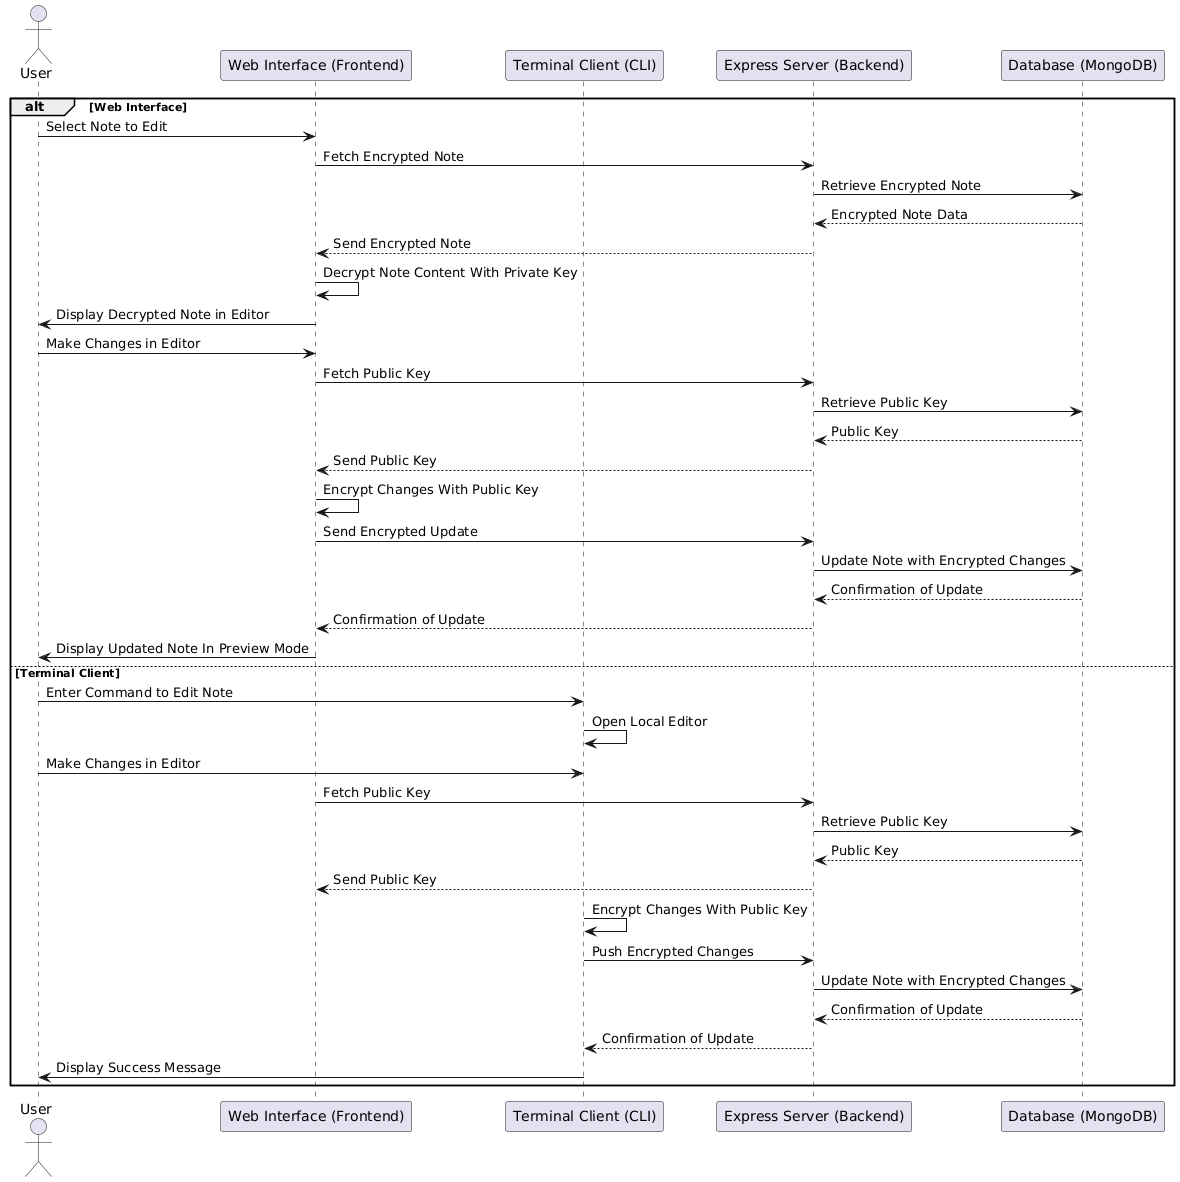 User
Web Interface (Frontend)
Terminal Client (CLI)
Express Server (Backend)
Database (MongoDB)
alt
[Web Interface]
Select Note to Edit
Fetch Encrypted Note
Retrieve Encrypted Note
Encrypted Note Data
Send Encrypted Note
Decrypt Note Content With Private Key
Display Decrypted Note in Editor
Make Changes in Editor
Fetch Public Key
Retrieve Public Key
Public Key
Send Public Key
Encrypt Changes With Public Key
Send Encrypted Update
Update Note with Encrypted Changes
Confirmation of Update
Confirmation of Update
Display Updated Note In Preview Mode
[Terminal Client]
Enter Command to Edit Note
Open Local Editor
Make Changes in Editor
Fetch Public Key
Retrieve Public Key
Public Key
Send Public Key
Encrypt Changes With Public Key
Push Encrypted Changes
Update Note with Encrypted Changes
Confirmation of Update
Confirmation of Update
Display Success Message
User
Web Interface (Frontend)
Terminal Client (CLI)
Express Server (Backend)
Database (MongoDB)